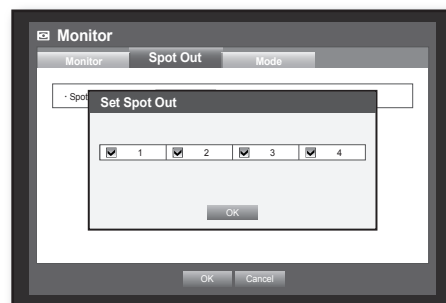 Monitor
Monitor Spot Out Mode
· Spot
Set Spot Out
1 2 3 4
OK
OK Cancel